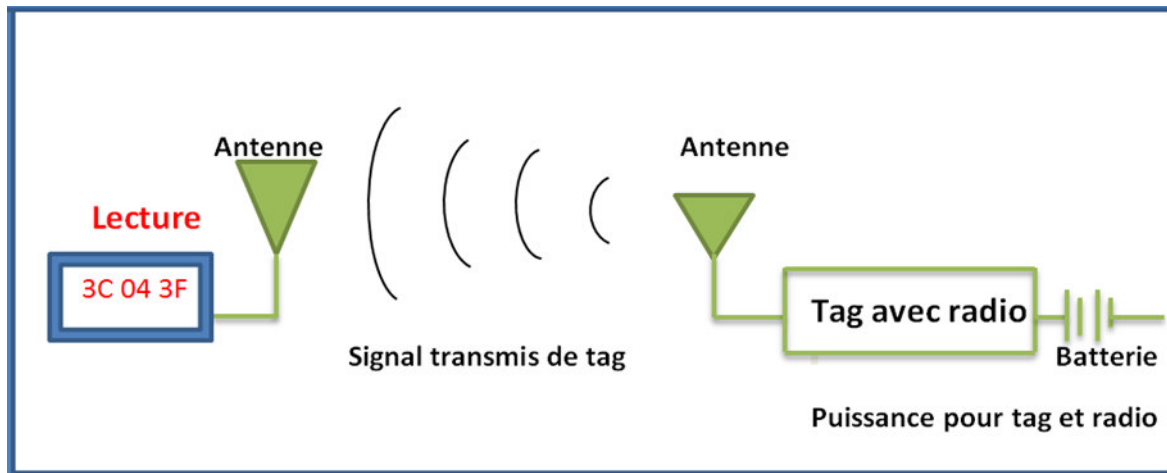 Antenne
Antenne
Lecture
3C 04 3F
Tag avec radio
Signal transmis de tag
Batterie
Puissance pour tag et radio